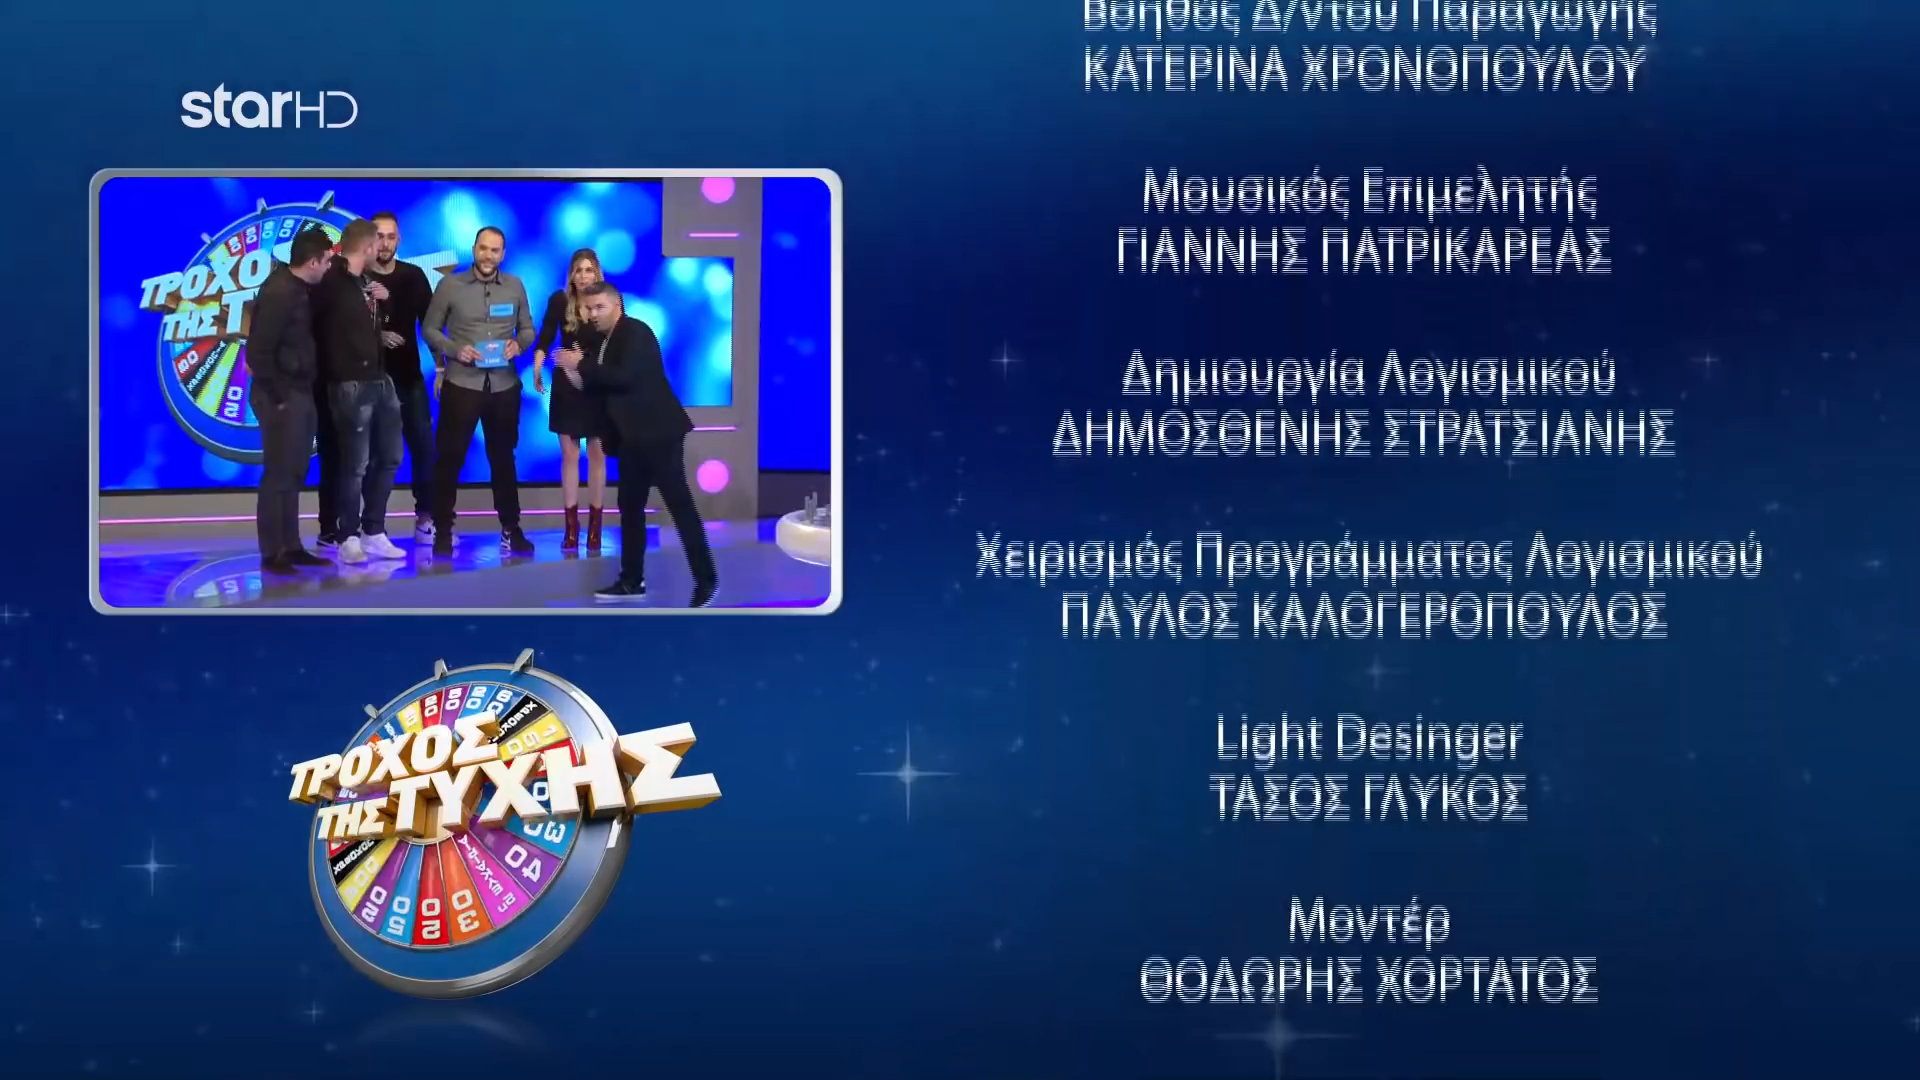 starHD
ΤΡΟΧΟΣ
ΤΗΣ ΤΥΧΗΣ
Βοηθός Δ/ντού Παραγωγής
ΚΑΤΕΡΙΝΑ ΧΡΟΝΟΠΟΥΛΟΥ
Μουσικός Επιμελητής
ΓΙΑΝΝΗΣ ΠΑΤΡΙΚΑΡΕΑΣ
Δημιουργία Λογισμικού
ΔΗΜΟΣΘΕΝΗΣ ΣΤΡΑΤΣΙΑΝΗΣ
Χειρισμός Προγράμματος Λογισμικού
ΠΑΥΛΟΣ ΚΑΛΟΓΕΡΟΠΟΥΛΟΣ
Light Desinger
ΤΑΣΟΣ ΓΛΥΚΟΣ
Μοντέρ
ΘΟΔΩΡΗΣ ΧΟΡΤΑΤΟΣ